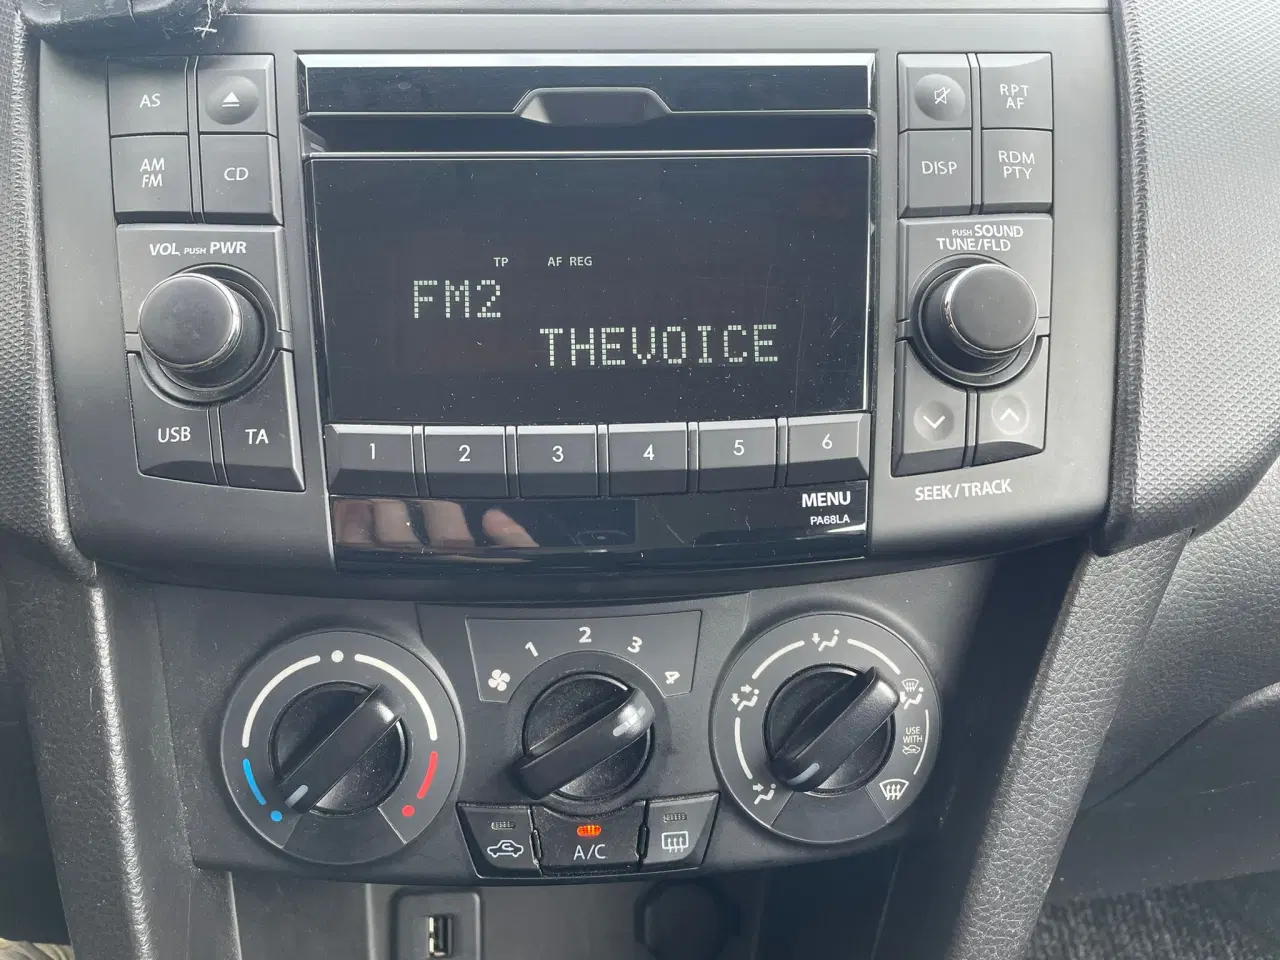 AS
RPT
AF
AM
FM
CD
DISP
RDM
PTY
VOL PUSH PWR
PUSH SOUND
TUNE/FLD
TP AF REG
FM2
THEVOICE
USB
TA
1 2 3 4 5 6
MENU
PA68LA
SEEK/TRACK
1 2 3 4
USE
WITH
A/C